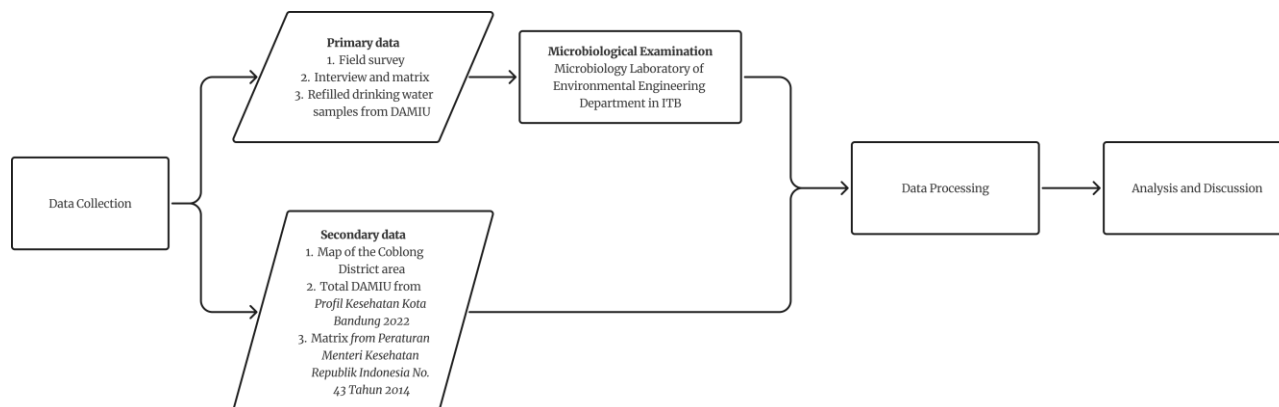 Data Collection
Primary data
1. Field survey
2. Interview and matrix
3. Refilled drinking water
samples from DAMIU
Microbiological Examination
Microbiology Laboratory of
Environmental Engineering
Department in ITB
Secondary data
1. Map of the Coblong
District area
2. Total DAMIU from
Profil Kesehatan Kota
Bandung 2022
3. Matrix from Peraturan
Menteri Kesehatan
Republik Indonesia No.
43 Tahun 2014
Data Processing
Analysis and Discussion